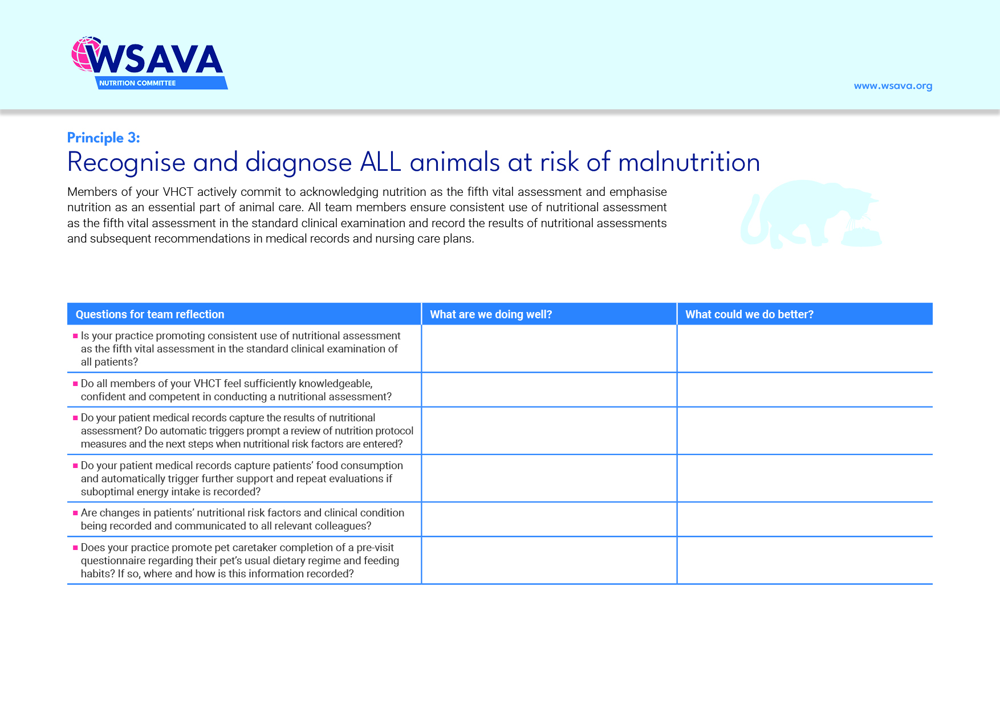 WSAVA
NUTRITION COMMITTEE
www.wsava.org
Principle 3:
Recognise and diagnose ALL animals at risk of malnutrition
Members of your VHCT actively commit to acknowledging nutrition as the fifth vital assessment and emphasise
nutrition as an essential part of animal care. All team members ensure consistent use of nutritional assessment
as the fifth vital assessment in the standard clinical examination and record the results of nutritional assessments
and subsequent recommendations in medical records and nursing care plans.
Questions for team reflection
What are we doing well?
What could we do better?
Is your practice promoting consistent use of nutritional assessment
as the fifth vital assessment in the standard clinical examination of
all patients?
Do all members of your VHCT feel sufficiently knowledgeable,
confident and competent in conducting a nutritional assessment?
Do your patient medical records capture the results of nutritional
assessment? Do automatic triggers prompt a review of nutrition protocol
measures and the next steps when nutritional risk factors are entered?
Do your patient medical records capture patients’ food consumption
and automatically trigger further support and repeat evaluations if
suboptimal energy intake is recorded?
Are changes in patients’ nutritional risk factors and clinical condition
being recorded and communicated to all relevant colleagues?
Does your practice promote pet caretaker completion of a pre-visit
questionnaire regarding their pet’s usual dietary regime and feeding
habits? If so, where and how is this information recorded?